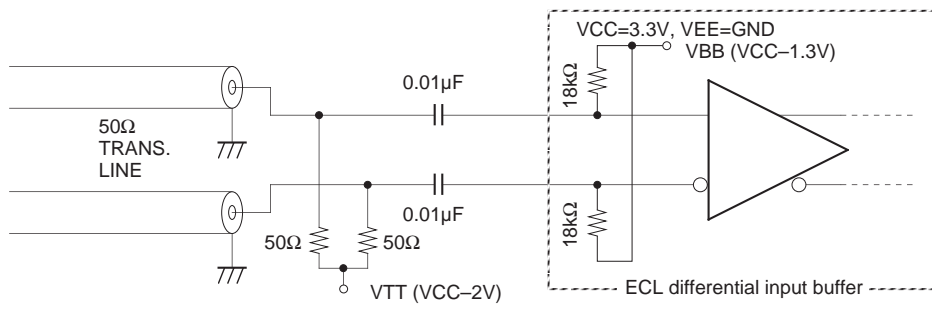 VCC=3.3V, VEE=GND
VBB (VCC–1.3V)
0.01µF
18kΩ
50Ω
TRANS.
LINE
0.01µF
18kΩ
50Ω
50Ω
VTT (VCC–2V)
ECL differential input buffer